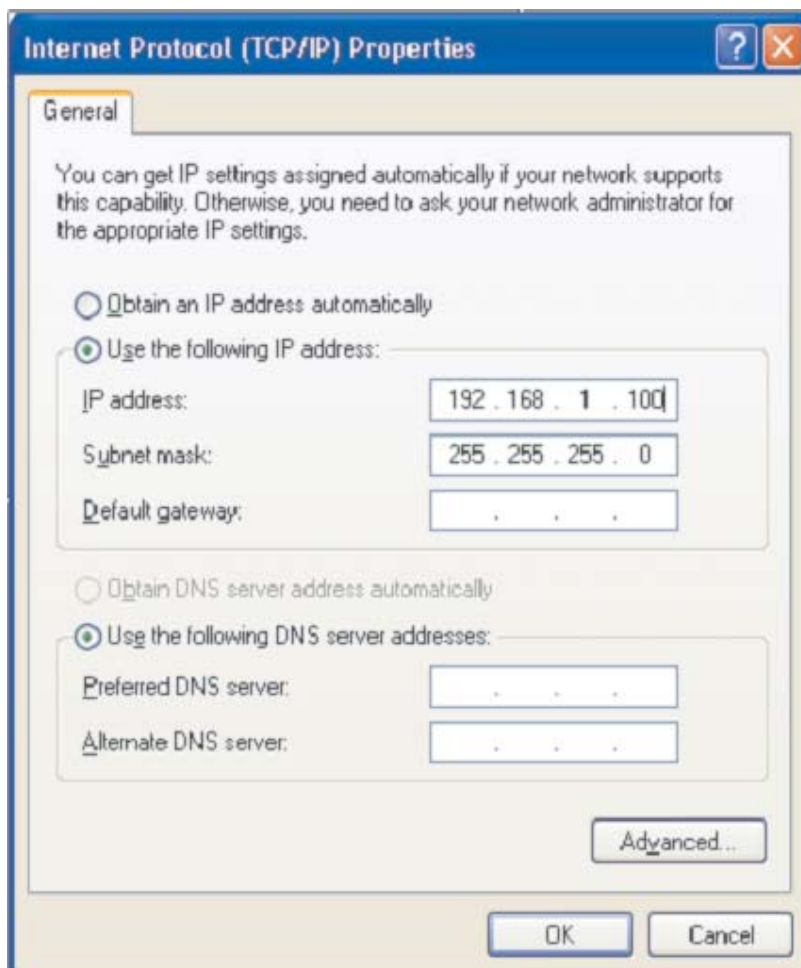 Internet Protocol (TCP/IP) Properties
?
General
You can get IP settings assigned automatically if your network supports
this capability. Otherwise, you need to ask your network administrator for
the appropriate IP settings.
Obtain an IP address automatically
Use the following IP address:
IP address: 192 . 168 . 1 . 100
Subnet mask: 255 . 255 . 255 . 0
Default gateway: . . .
Obtain DNS server address automatically
Use the following DNS server addresses:
Preferred DNS server: . . .
Alternate DNS server: . . .
Advanced...
OK Cancel